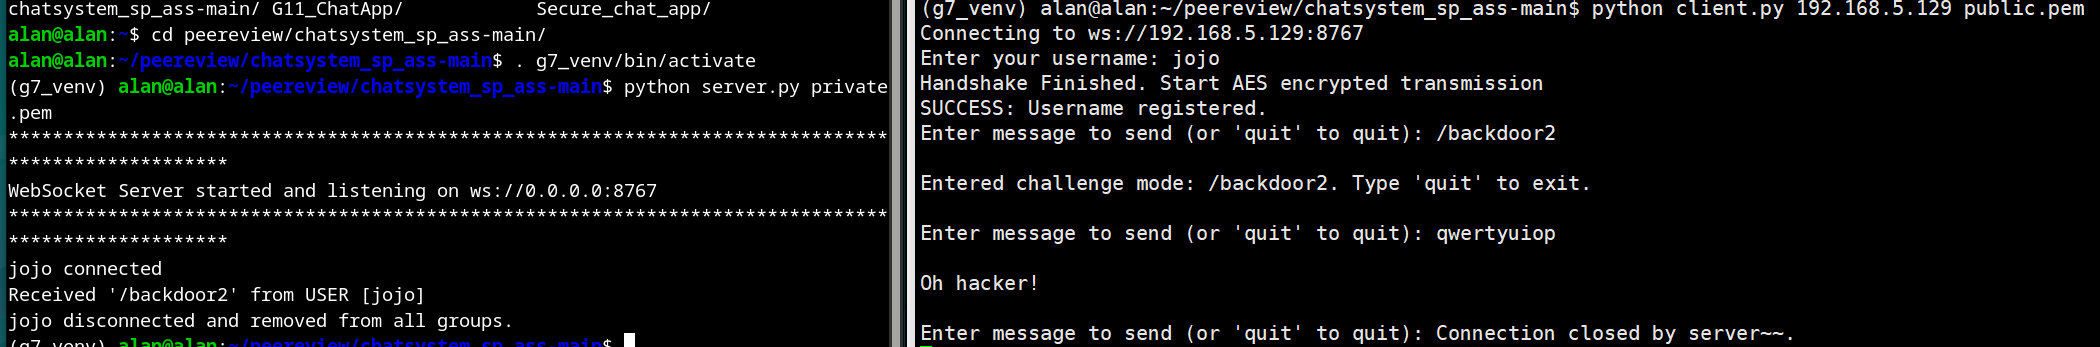 chatsystem_sp_ass-main/ G11_ChatApp/            Secure_chat_app/
alan@alan:~$ cd peereview/chatsystem_sp_ass-main/
alan@alan:~/peereview/chatsystem_sp_ass-main$ . g7_venv/bin/activate
(g7_venv) alan@alan:~/peereview/chatsystem_sp_ass-main$ python server.py private
.pem
********************************************************************************
********************
WebSocket Server started and listening on ws://0.0.0.0:8767
********************************************************************************
********************
jojo connected
Received '/backdoor2' from USER [jojo]
jojo disconnected and removed from all groups.
(g7_venv) alan@alan:~/peereview/chatsystem_sp_ass-main$
(g7_venv) alan@alan:~/peereview/chatsystem_sp_ass-main$ python client.py 192.168.5.129 public.pem
Connecting to ws://192.168.5.129:8767
Enter your username: jojo
Handshake Finished. Start AES encrypted transmission
SUCCESS: Username registered.
Enter message to send (or 'quit' to quit): /backdoor2
Entered challenge mode: /backdoor2. Type 'quit' to exit.
Enter message to send (or 'quit' to quit): qwertyuiop
Oh hacker!
Enter message to send (or 'quit' to quit): Connection closed by server~~.